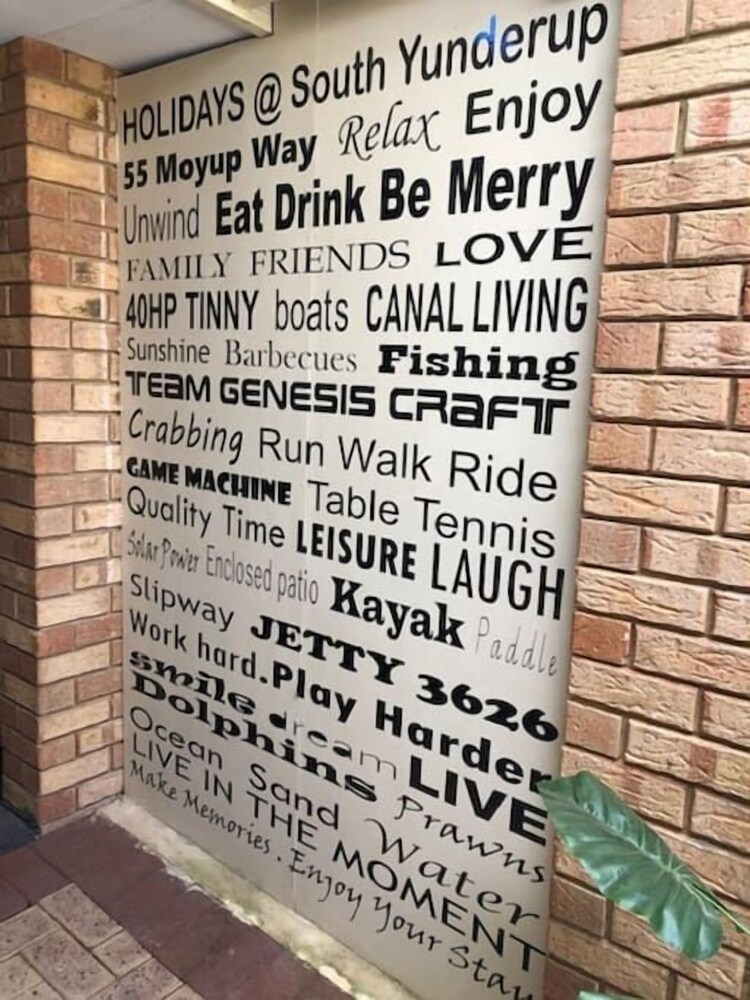 HOLIDAYS @ South Yunderup
55 Moyup Way Relax Enjoy
Unwind Eat Drink Be Merry
FAMILY FRIENDS LOVE
40HP TINNY boats CANAL LIVING
Sunshine Barbecues Fishing
TEAM GENESIS CRAFT
Crabbing Run Walk Ride
GAME MACHINE Table Tennis
Quality Time LEISURE LAUGH
Solar Power Enclosed patio Kayak Paddle
Slipway JETTY 3626
Work hard.Play Harder
smile dream LIVE
Dolphins Prawns
Ocean Sand Water
LIVE IN THE MOMENT
Make Memories. Enjoy Your Stay